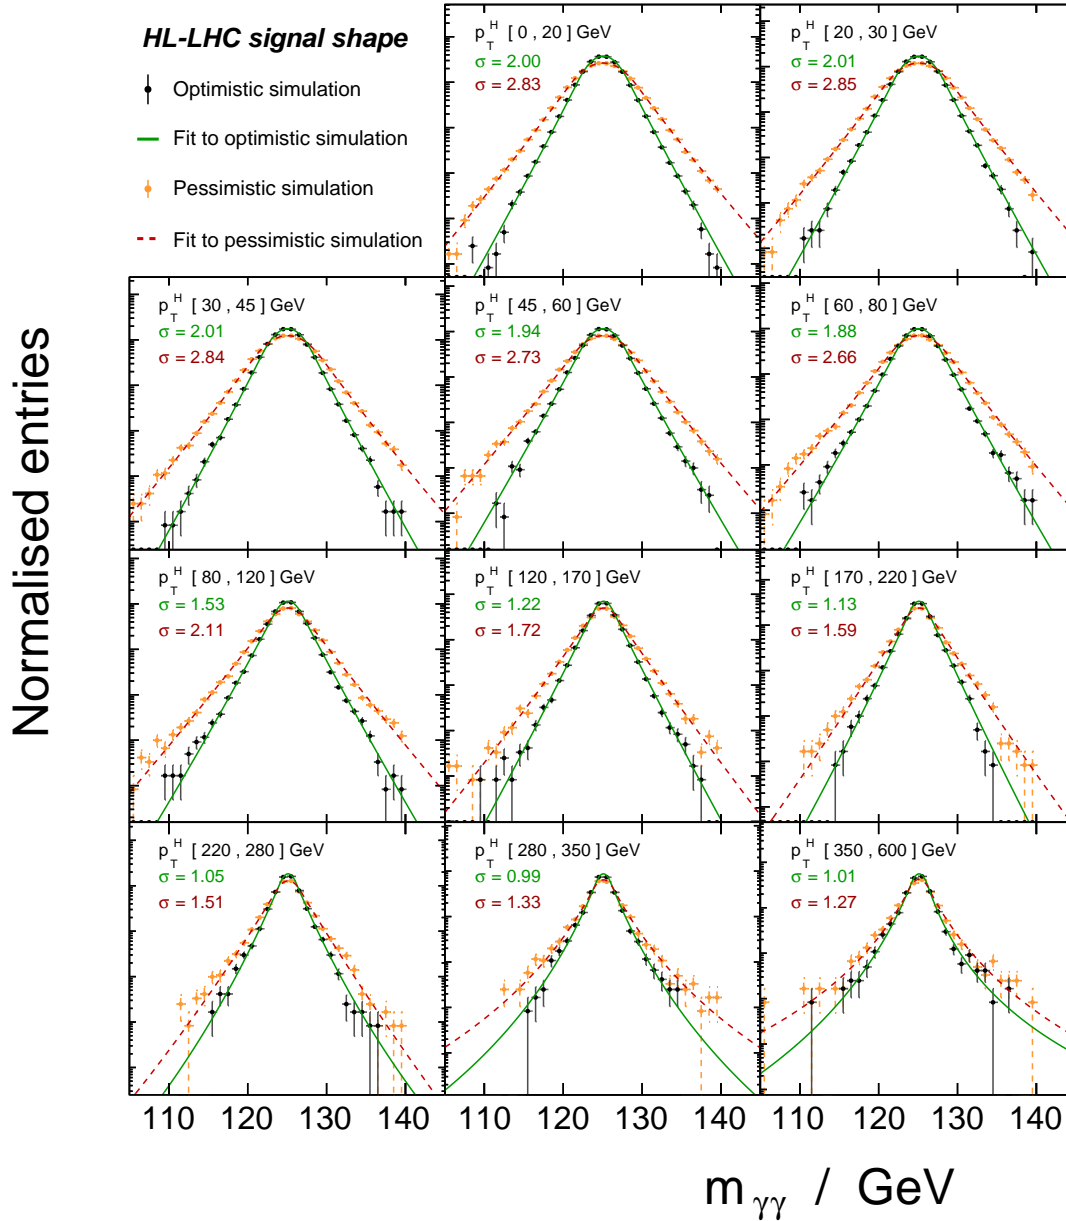 HL-LHC signal shape
Optimistic simulation
Fit to optimistic simulation
Pessimistic simulation
Fit to pessimistic simulation
p_T^H [ 0 , 20 ] GeV
σ = 2.00
σ = 2.83
p_T^H [ 20 , 30 ] GeV
σ = 2.01
σ = 2.85
p_T^H [ 30 , 45 ] GeV
σ = 2.01
σ = 2.84
p_T^H [ 45 , 60 ] GeV
σ = 1.94
σ = 2.73
p_T^H [ 60 , 80 ] GeV
σ = 1.88
σ = 2.66
p_T^H [ 80 , 120 ] GeV
σ = 1.53
σ = 2.11
p_T^H [ 120 , 170 ] GeV
σ = 1.22
σ = 1.72
p_T^H [ 170 , 220 ] GeV
σ = 1.13
σ = 1.59
p_T^H [ 220 , 280 ] GeV
σ = 1.05
σ = 1.51
p_T^H [ 280 , 350 ] GeV
σ = 0.99
σ = 1.33
p_T^H [ 350 , 600 ] GeV
σ = 1.01
σ = 1.27
Normalised entries
110 120 130 140 110 120 130 140 110 120 130 140
m_γγ / GeV